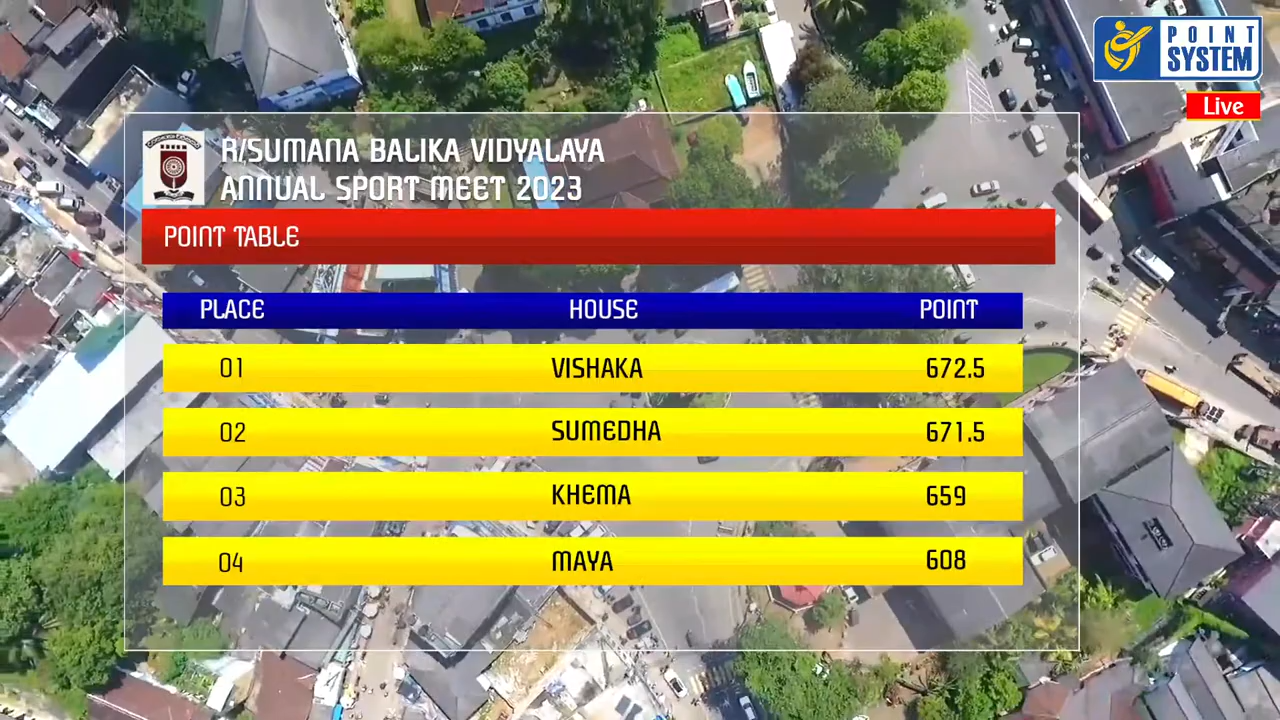 POINT
SYSTEM
Live
R/SUMANA BALIKA VIDYALAYA
ANNUAL SPORT MEET 2023
POINT TABLE
PLACE HOUSE POINT
01 VISHAKA 672.5
02 SUMEDHA 671.5
03 KHEMA 659
04 MAYA 608